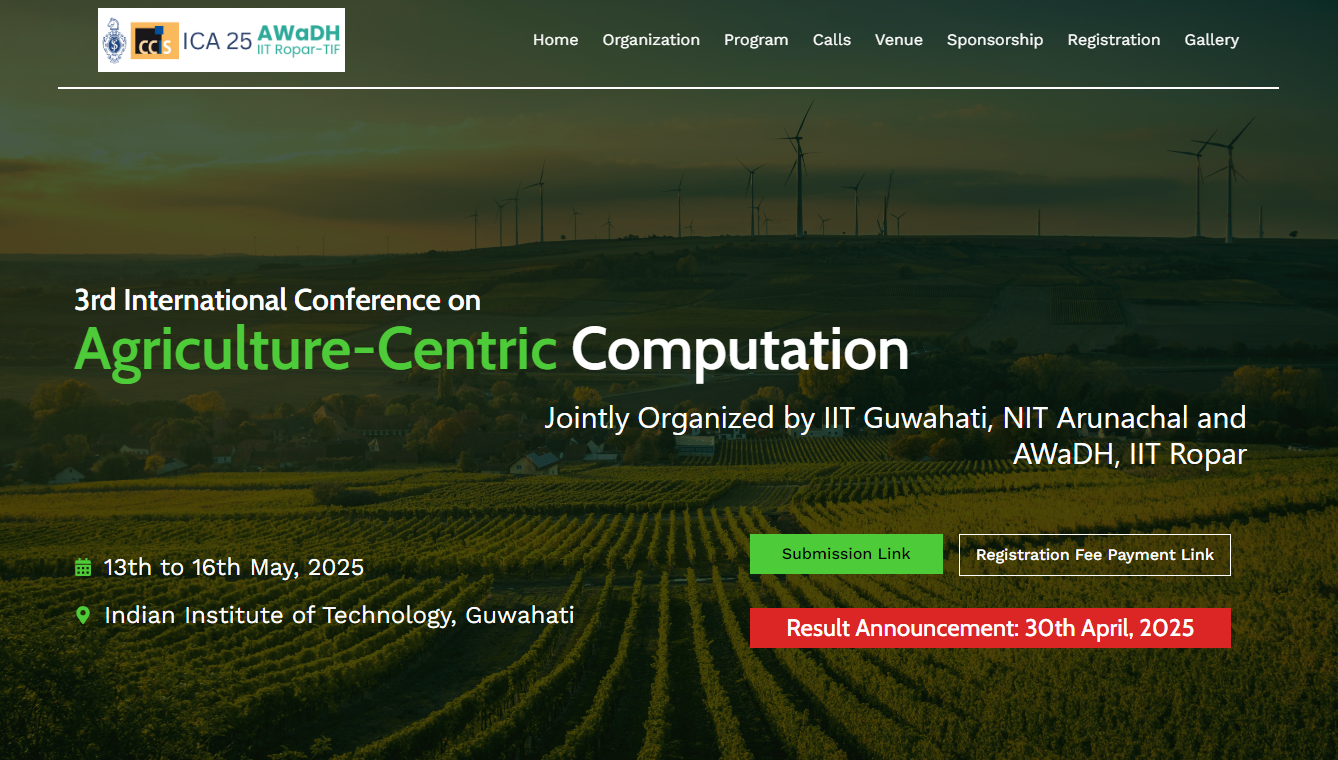 CCIS ICA 25 AWaDH
IIT Ropar-TIF
Home Organization Program Calls Venue Sponsorship Registration Gallery
3rd International Conference on
Agriculture-Centric Computation
Jointly Organized by IIT Guwahati, NIT Arunachal and
AWaDH, IIT Ropar
Submission Link Registration Fee Payment Link
13th to 16th May, 2025
Indian Institute of Technology, Guwahati
Result Announcement: 30th April, 2025